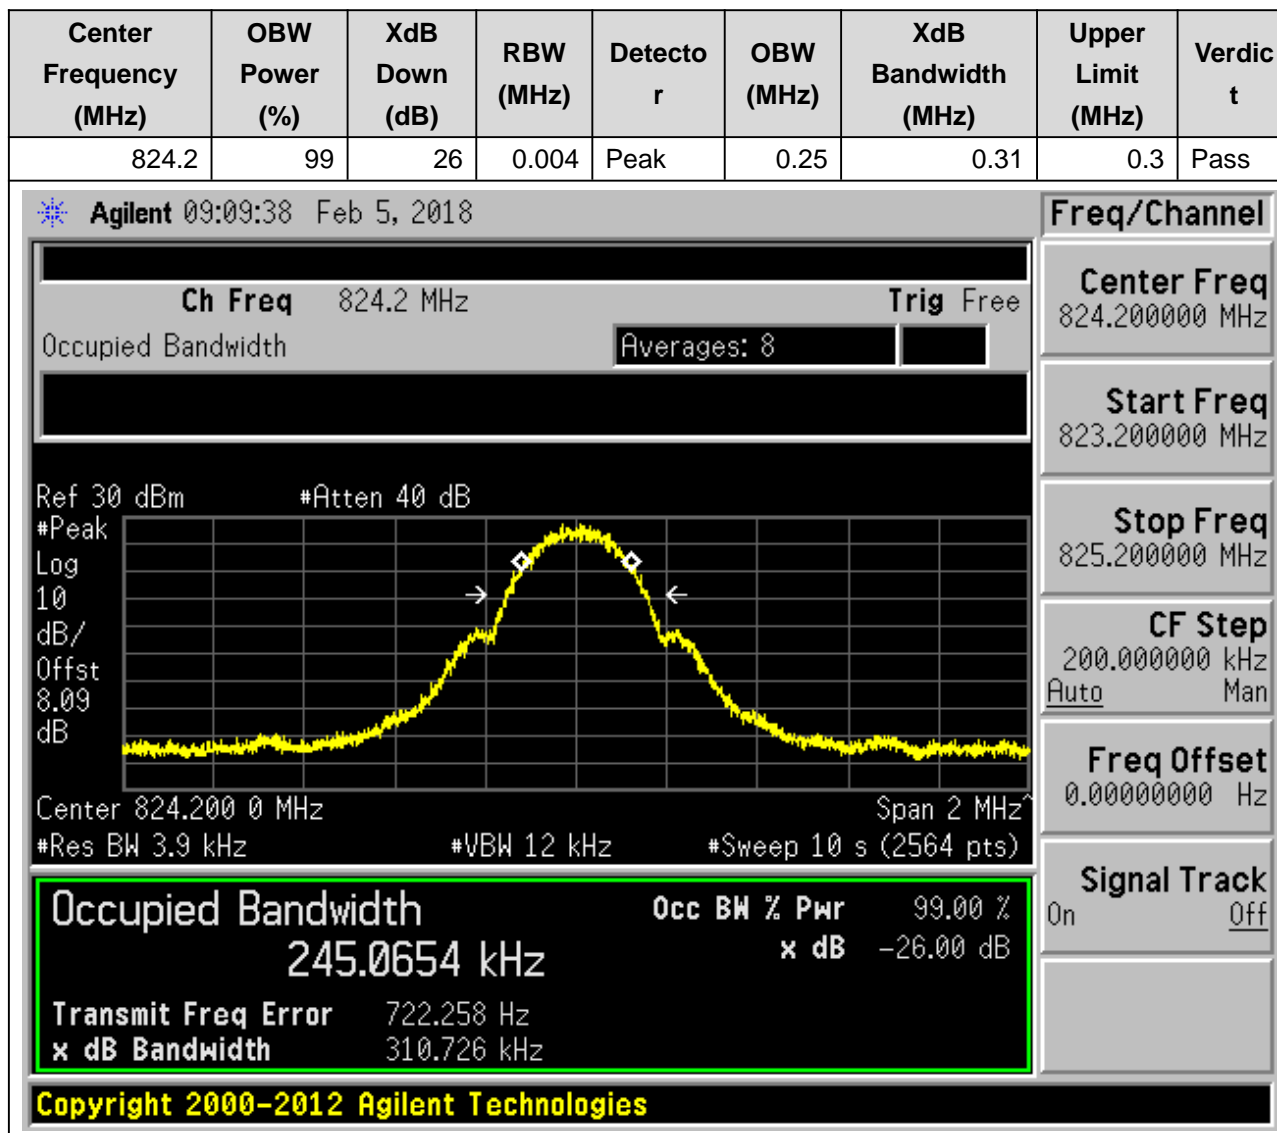 Center Frequency (MHz) OBW Power (%) XdB Down (dB) RBW (MHz) Detecto r OBW (MHz) XdB Bandwidth (MHz) Upper Limit (MHz) Verdic t
824.2 99 26 0.004 Peak 0.25 0.31 0.3 Pass
Agilent 09:09:38 Feb 5, 2018
Ch Freq 824.2 MHz Trig Free
Occupied Bandwidth Averages: 8
Ref 30 dBm #Atten 40 dB
#Peak
Log
10
dB/
Offst
8.09
dB
Center 824.200 0 MHz Span 2 MHz^
#Res BW 3.9 kHz #VBW 12 kHz #Sweep 10 s (2564 pts)
Occupied Bandwidth Occ BW % Pwr 99.00 %
245.0654 kHz x dB -26.00 dB
Transmit Freq Error 722.258 Hz
x dB Bandwidth 310.726 kHz
Copyright 2000-2012 Agilent Technologies
Freq/Channel
Center Freq
824.200000 MHz
Start Freq
823.200000 MHz
Stop Freq
825.200000 MHz
CF Step
200.000000 kHz
Auto Man
Freq Offset
0.00000000 Hz
Signal Track
On Off